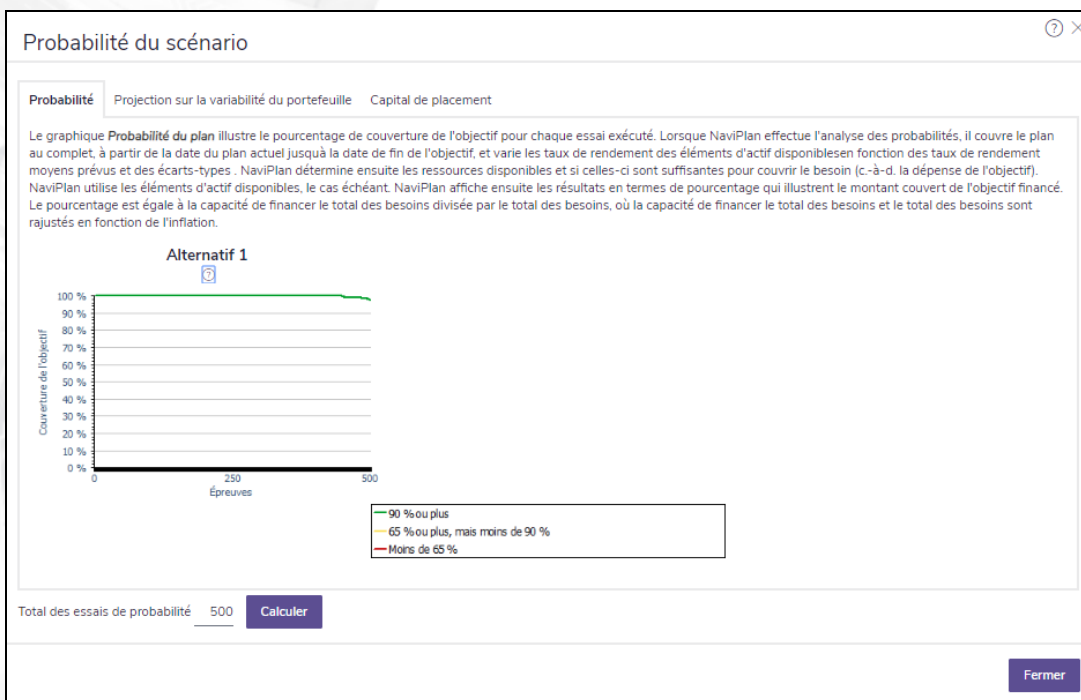 Probabilité du scénario
Probabilité Projection sur la variabilité du portefeuille Capital de placement
Le graphique Probabilité du plan illustre le pourcentage de couverture de l'objectif pour chaque essai exécuté. Lorsque NaviPlan effectue l'analyse des probabilités, il couvre le plan
au complet, à partir de la date du plan actuel jusquà la date de fin de l'objectif, et varie les taux de rendement des éléments d'actif disponiblesen fonction des taux de rendement
moyens prévus et des écarts-types . NaviPlan détermine ensuite les ressources disponibles et si celles-ci sont suffisantes pour couvrir le besoin (c.-à-d. la dépense de l'objectif).
NaviPlan utilise les éléments d'actif disponibles, le cas échéant. NaviPlan affiche ensuite les résultats en termes de pourcentage qui illustrent le montant couvert de l'objectif financé.
Le pourcentage est égale à la capacité de financer le total des besoins divisée par le total des besoins, où la capacité de financer le total des besoins et le total des besoins sont
rajustés en fonction de l'inflation.
Alternatif 1
?
Couverture de l'objectif
100 %
90 %
80 %
70 %
60 %
50 %
40 %
30 %
20 %
10 %
0 %
0 250 500
Épreuves
90 % ou plus
65 % ou plus, mais moins de 90 %
Moins de 65 %
Total des essais de probabilité 500 Calculer
Fermer